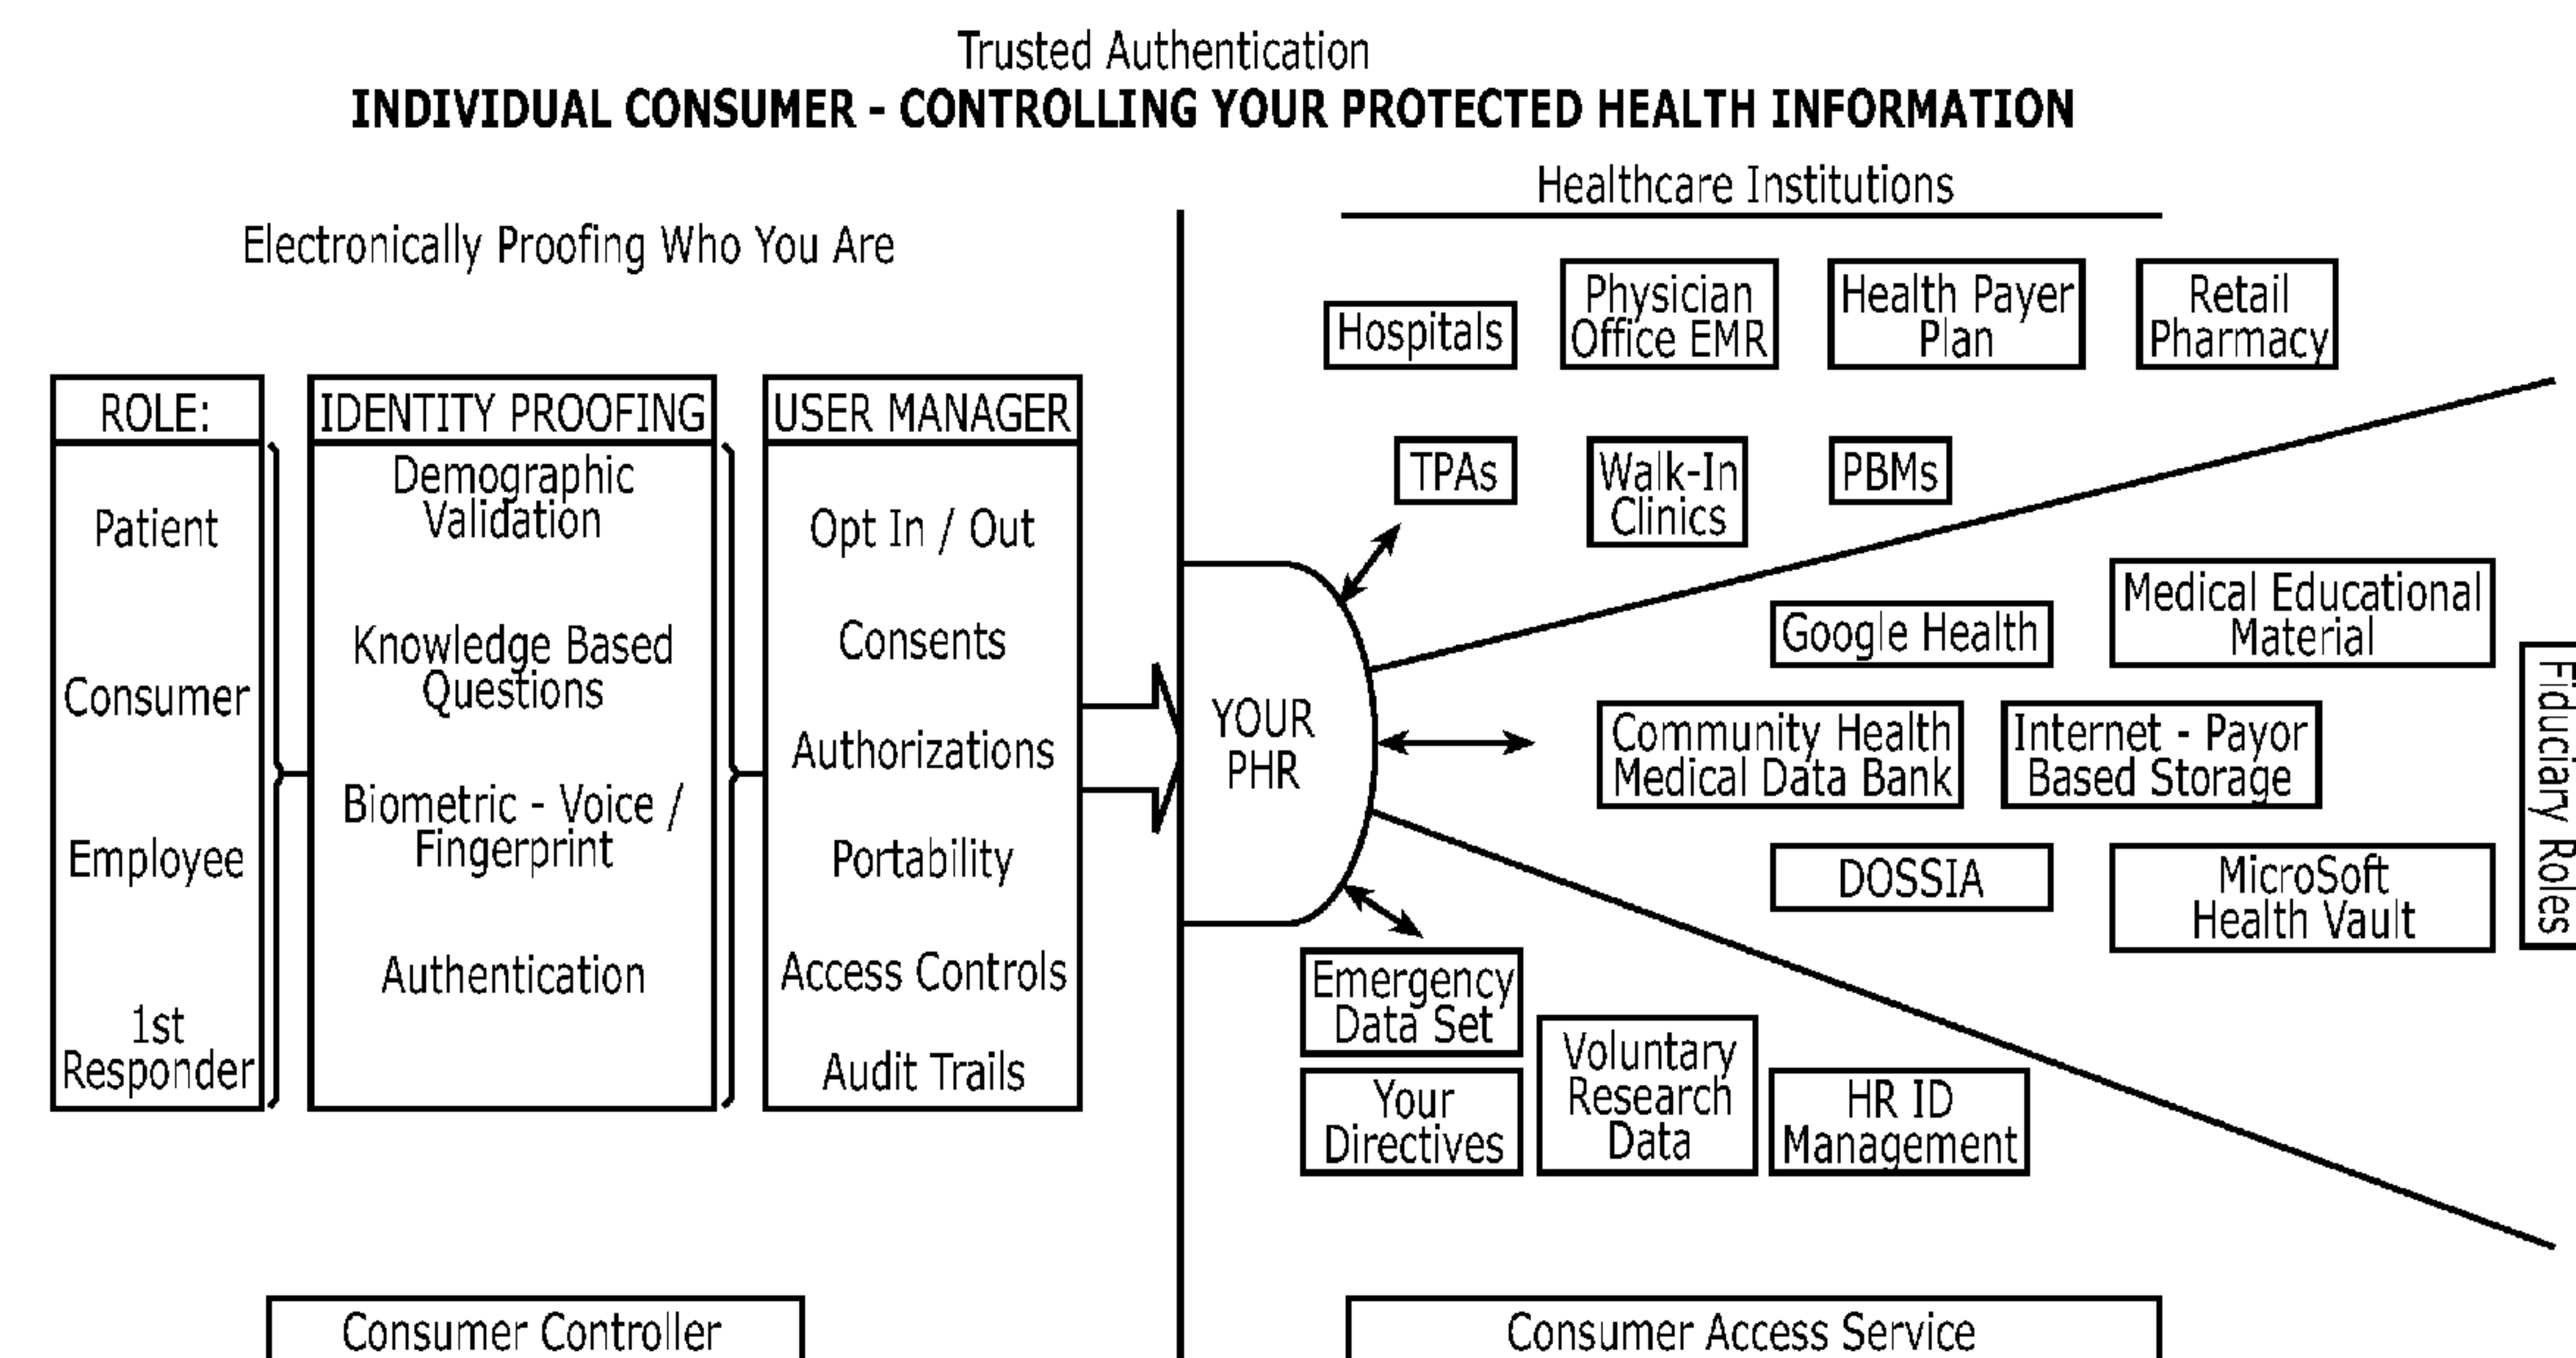 Trusted Authentication
INDIVIDUAL CONSUMER - CONTROLLING YOUR PROTECTED HEALTH INFORMATION
Electronically Proofing Who You Are
ROLE:
Patient
Consumer
Employee
1st
Responder
IDENTITY PROOFING
Demographic
Validation
Knowledge Based
Questions
Biometric - Voice /
Fingerprint
Authentication
USER MANAGER
Opt In / Out
Consents
Authorizations
Portability
Access Controls
Audit Trails
Consumer Controller
YOUR
PHR
Healthcare Institutions
Hospitals
Physician
Office EMR
Health Payer
Plan
Retail
Pharmacy
TPAs
Walk-In
Clinics
PBMs
Google Health
Medical Educational
Material
Community Health
Medical Data Bank
Internet - Payor
Based Storage
DOSSIA
MicroSoft
Health Vault
Fiduciary Roles
Emergency
Data Set
Your
Directives
Voluntary
Research
Data
HR ID
Management
Consumer Access Service